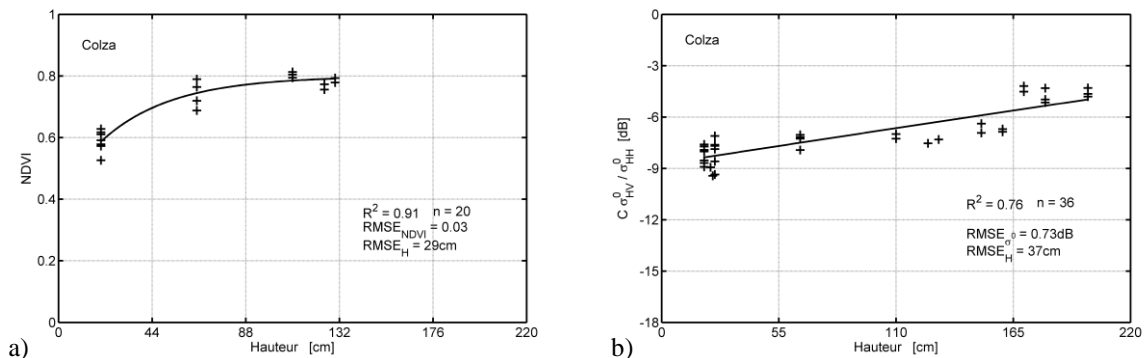 a)
1
0.8
0.6
0.4
0.2
0
NDVI
Colza
R² = 0.91 n = 20
RMSE_NDVI = 0.03
RMSE_H = 29cm
0 44 88 132 176 220
Hauteur [cm]
b)
0
-3
-6
-9
-12
-15
-18
C σ⁰_HV / σ⁰_HH [dB]
Colza
R² = 0.76 n = 36
RMSE_σ⁰ = 0.73dB
RMSE_H = 37cm
0 55 110 165 220
Hauteur [cm]